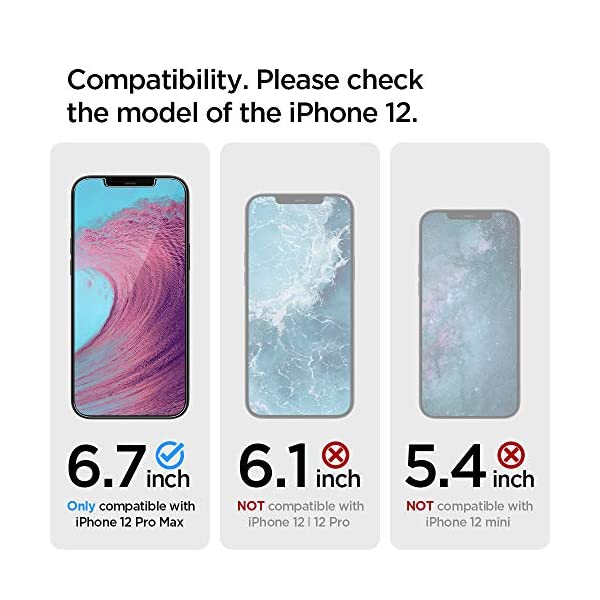 Compatibility. Please check
the model of the iPhone 12.
6.7 inch
Only compatible with
iPhone 12 Pro Max
6.1 inch
NOT compatible with
iPhone 12 | 12 Pro
5.4 inch
NOT compatible with
iPhone 12 mini